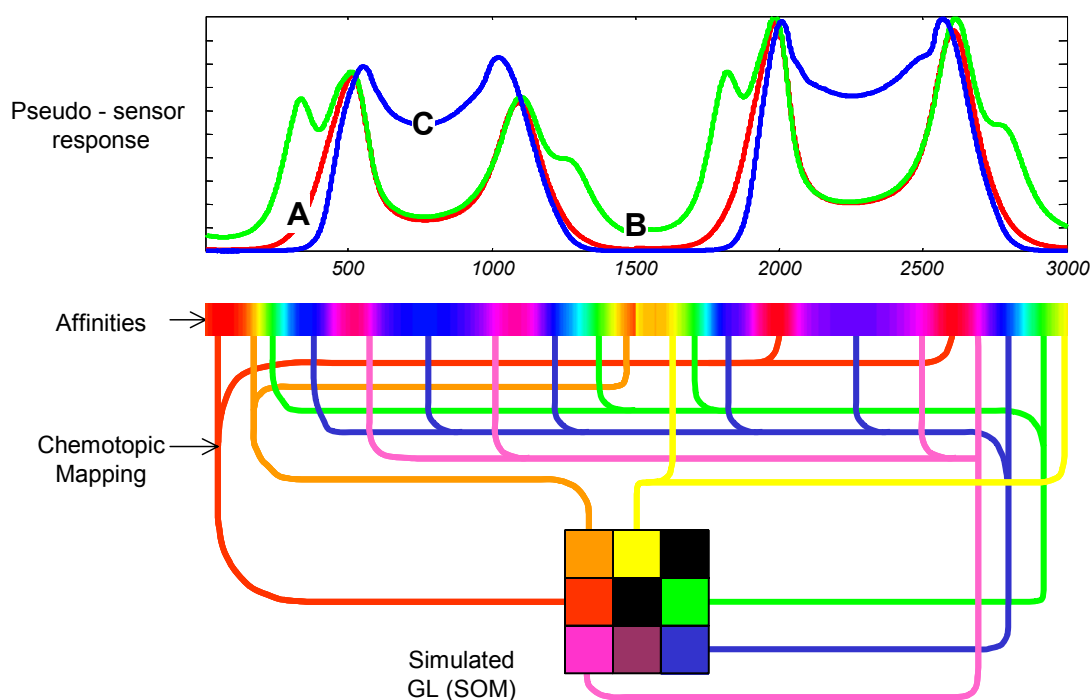 Pseudo - sensor
response
A
C
B
500
1000
1500
2000
2500
3000
Affinities
Chemotopic
Mapping
Simulated
GL (SOM)